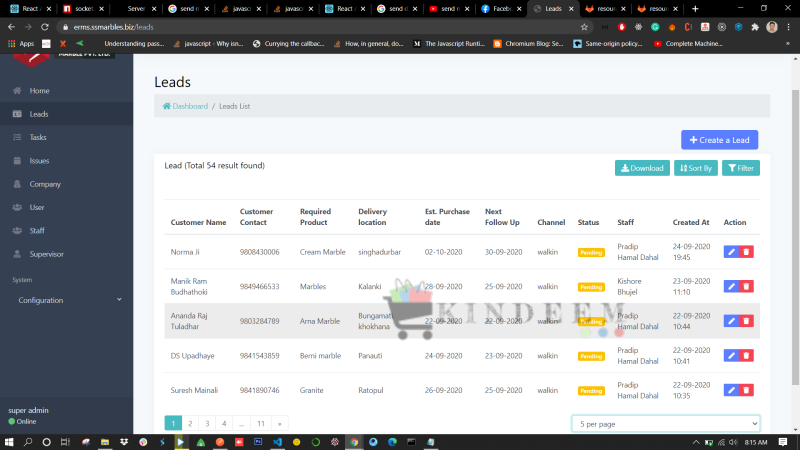 React
socket.
Server
send r
javascr
javascr
React
send d
send re
Faceboo
Leads
resourc
resourc
erms.ssmarbles.biz/leads
Apps
Understanding pass...
javascript - Why isn...
Currying the callbac...
How, in general, do...
The JavaScript Runti...
Chromium Blog: Se...
Same-origin policy...
Complete Machine...
MARBLE PVT. LTD.
Home
Leads
Tasks
Issues
Company
User
Staff
Supervisor
System
Configuration
super admin
Online
Leads
Dashboard / Leads List
Create a Lead
Lead (Total 54 result found)
Download
Sort By
Filter
Customer Name Customer Contact Required Product Delivery location Est. Purchase date Next Follow Up Channel Status Staff Created At Action
Norma Ji 9808430006 Cream Marble singhadurbar 02-10-2020 30-09-2020 walkin Pending Pradip Hamal Dahal 24-09-2020 19:45
Manik Ram Budhathoki 9849466533 Marbles Kalanki 28-09-2020 25-09-2020 walkin Pending Kishore Bhujel 23-09-2020 11:10
Ananda Raj Tuladhar 9803284789 Arna Marble Bungamati khokhana 22-09-2020 22-09-2020 walkin Pending Pradip Hamal Dahal 22-09-2020 10:44
DS Upadhaye 9841543859 Berni marble Panauti 24-09-2020 23-09-2020 walkin Pending Pradip Hamal Dahal 22-09-2020 10:41
Suresh Mainali 9841890746 Granite Ratopul 26-09-2020 25-09-2020 walkin Pending Pradip Hamal Dahal 22-09-2020 10:35
KINDEEM
1 2 3 4 ... 11 »
5 per page
8:15 AM